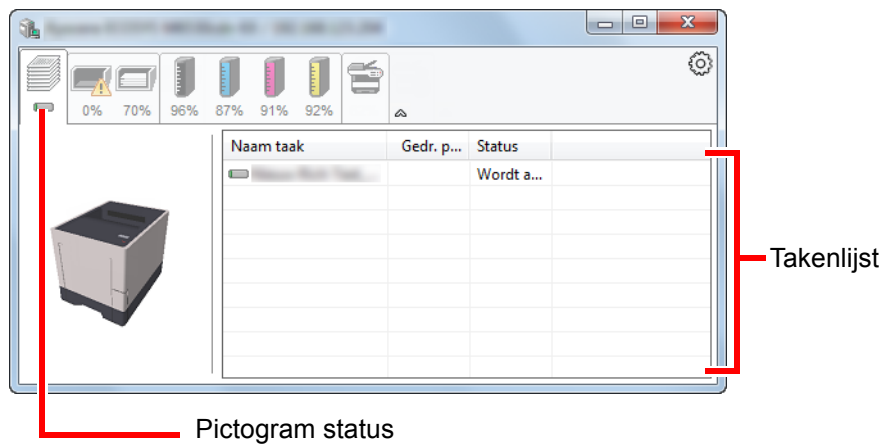 0% 70% 96% 87% 91% 92%
Naam taak Gedr. p... Status
Wordt a...
Takenlijst
Pictogram status